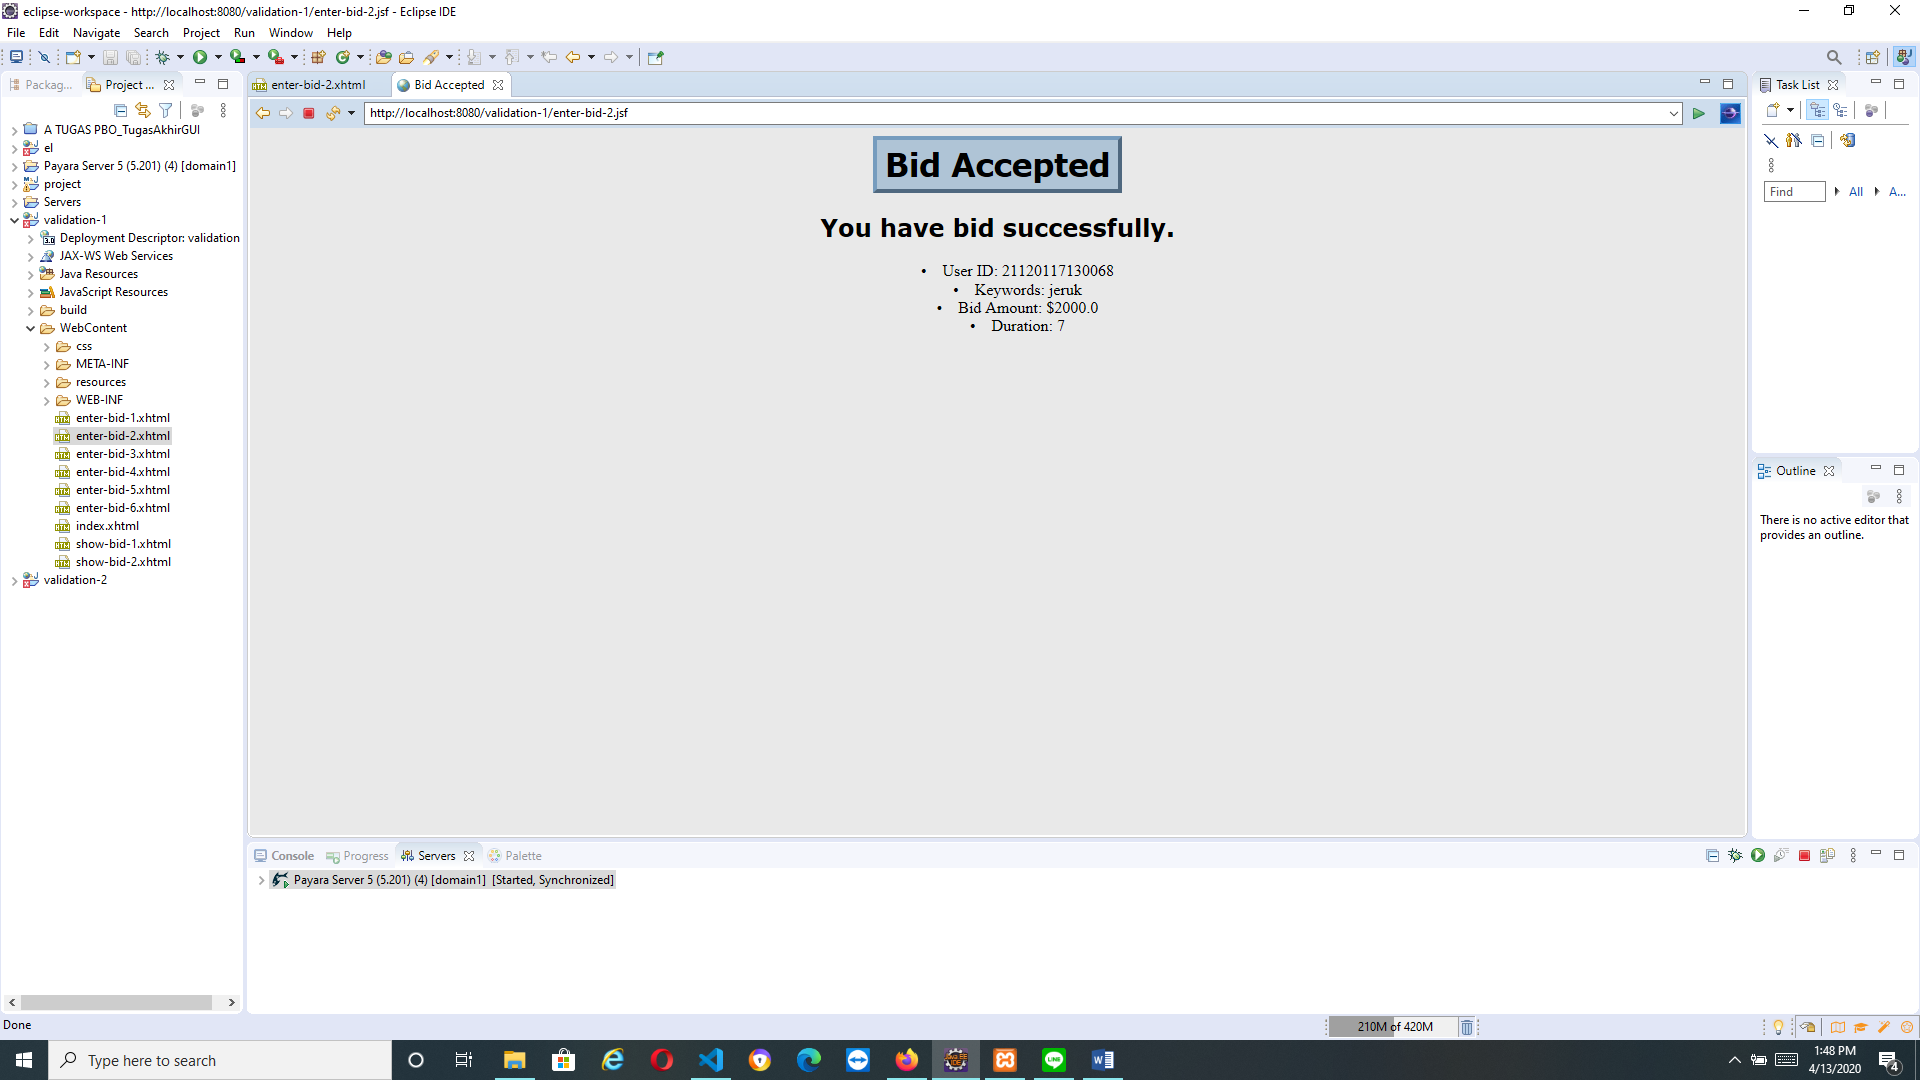 eclipse-workspace - http://localhost:8080/validation-1/enter-bid-2.jsf - Eclipse IDE
File Edit Navigate Search Project Run Window Help
Packag...
Project ...
A TUGAS PBO_TugasAkhirGUI
el
Payara Server 5 (5.201) (4) [domain1]
project
Servers
validation-1
Deployment Descriptor: validation
JAX-WS Web Services
Java Resources
JavaScript Resources
build
WebContent
css
META-INF
resources
WEB-INF
enter-bid-1.xhtml
enter-bid-2.xhtml
enter-bid-3.xhtml
enter-bid-4.xhtml
enter-bid-5.xhtml
enter-bid-6.xhtml
index.xhtml
show-bid-1.xhtml
show-bid-2.xhtml
validation-2
enter-bid-2.xhtml
Bid Accepted
http://localhost:8080/validation-1/enter-bid-2.jsf
Bid Accepted
You have bid successfully.
• User ID: 21120117130068
• Keywords: jeruk
• Bid Amount: $2000.0
• Duration: 7
Task List
Find
All
A...
Outline
There is no active editor that
provides an outline.
Console
Progress
Servers
Palette
Payara Server 5 (5.201) (4) [domain1] [Started, Synchronized]
Done
210M of 420M
Type here to search
1:48 PM
4/13/2020
4